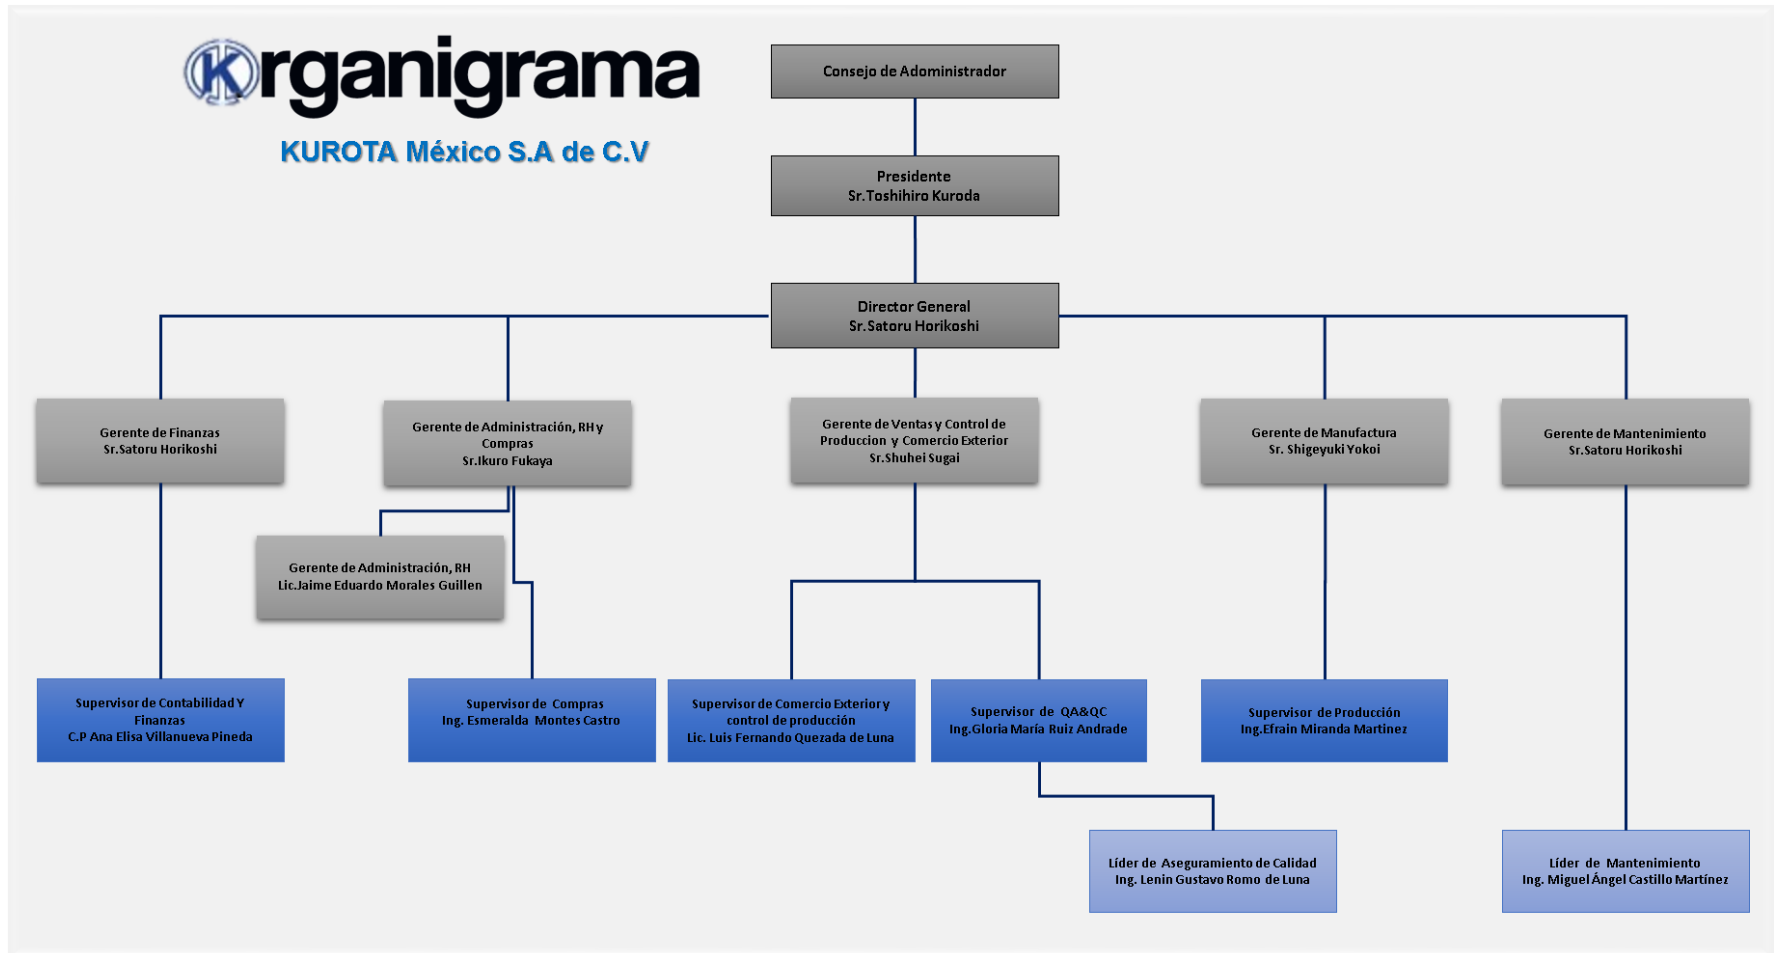 Krganigrama
KUROTA México S.A de C.V
Consejo de Adoministrador
Presidente
Sr.Toshihiro Kuroda
Director General
Sr.Satoru Horikoshi
Gerente de Finanzas
Sr.Satoru Horikoshi
Gerente de Administración, RH y
Compras
Sr.Ikuro Fukaya
Gerente de Ventas y Control de
Produccion y Comercio Exterior
Sr.Shuhei Sugai
Gerente de Manufactura
Sr. Shigeyuki Yokoi
Gerente de Mantenimiento
Sr.Satoru Horikoshi
Gerente de Administración, RH
Lic.Jaime Eduardo Morales Guillen
Supervisor de Contabilidad Y
Finanzas
C.P Ana Elisa Villanueva Pineda
Supervisor de Compras
Ing. Esmeralda Montes Castro
Supervisor de Comercio Exterior y
control de producción
Lic. Luis Fernando Quezada de Luna
Supervisor de QA&QC
Ing.Gloria María Ruiz Andrade
Supervisor de Producción
Ing.Efrain Miranda Martinez
Líder de Aseguramiento de Calidad
Ing. Lenin Gustavo Romo de Luna
Líder de Mantenimiento
Ing. Miguel Ángel Castillo Martínez